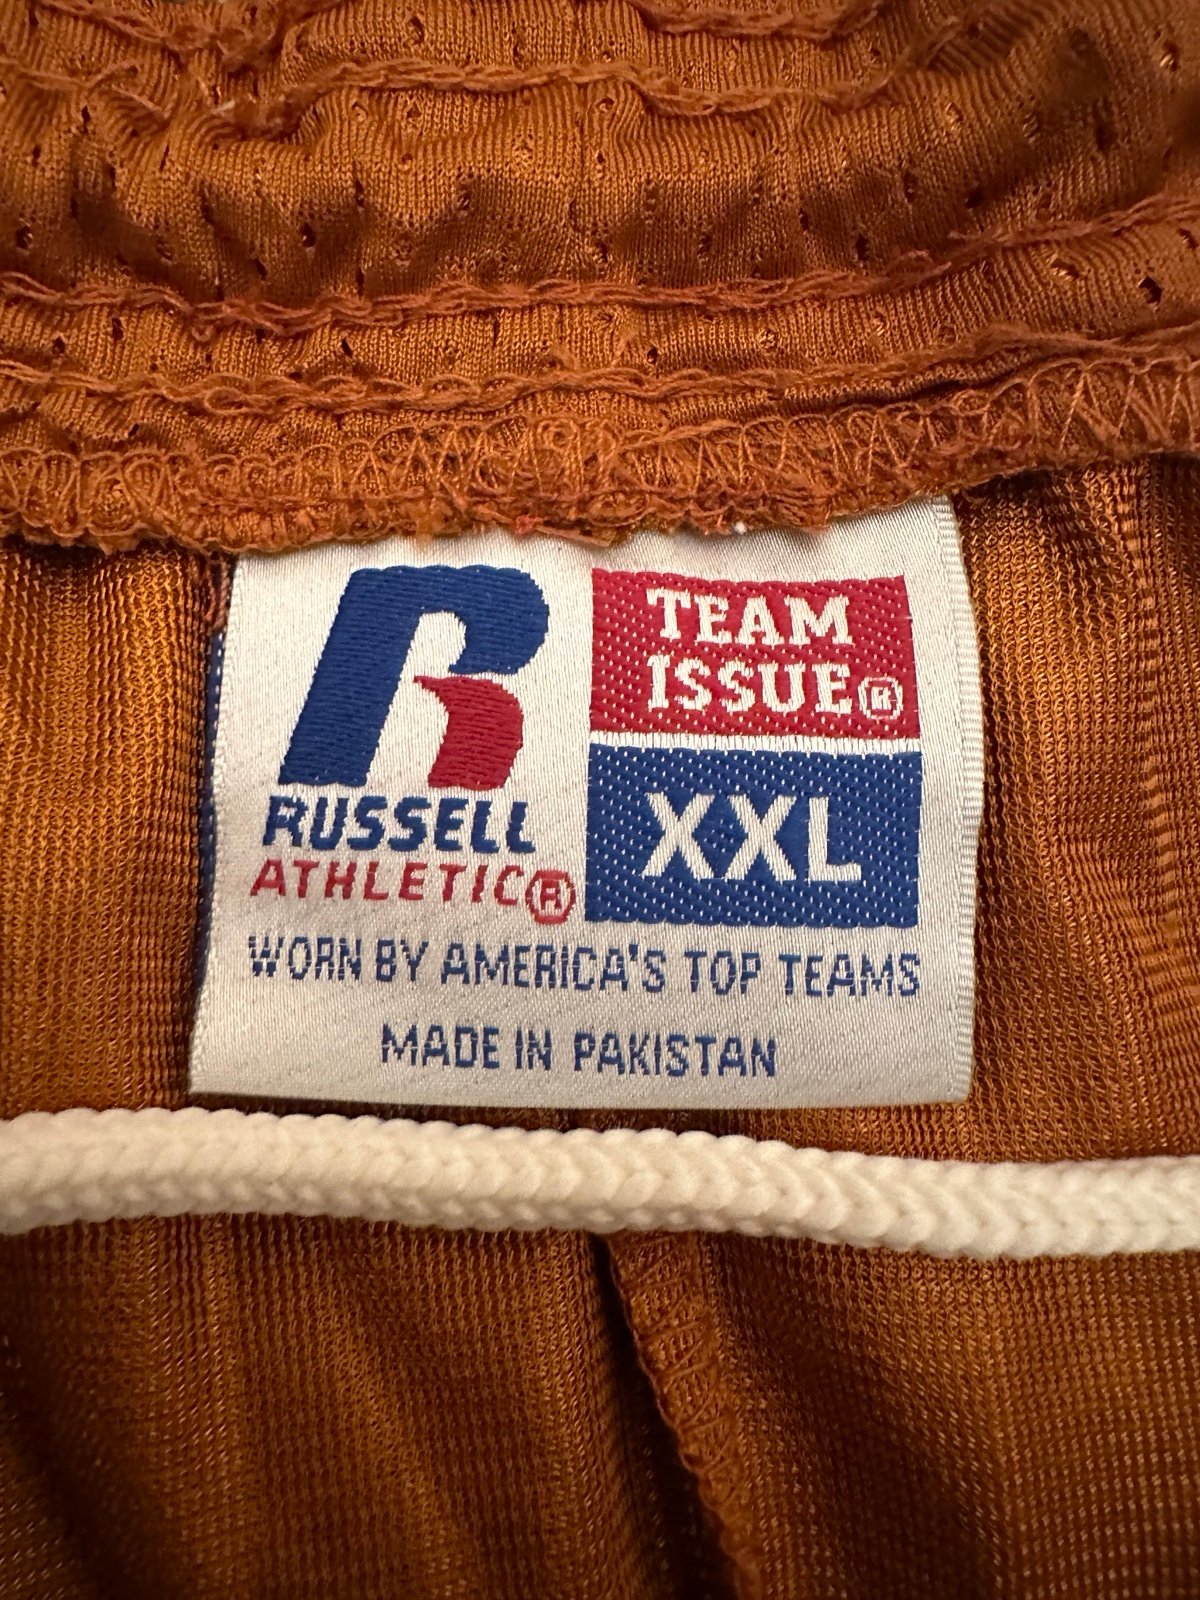 TEAM
ISSUE®
XXL
RUSSELL
ATHLETIC®
WORN BY AMERICA'S TOP TEAMS
MADE IN PAKISTAN